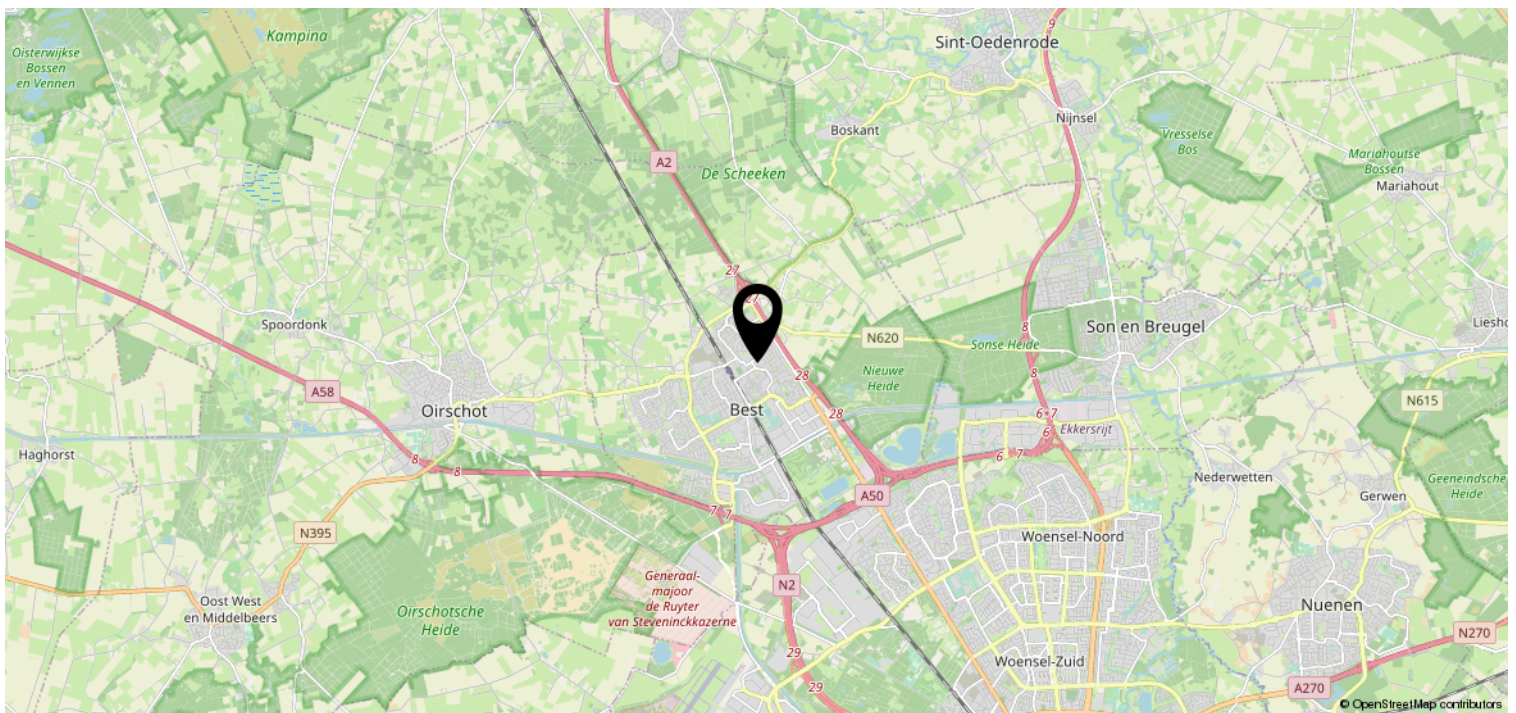 Kampina
Oisterwijkse
Bossen
en Vennen
Sint-Oedenrode
9
Nijnsel
Boskant
Vresselse
Bos
Mariahoutse
Bossen
Mariahout
A2
De Scheeken
27
27
Spoordonk
N620
8
Son en Breugel
Liesho
Sonse Heide
Nieuwe
Heide
8
28
A58
Oirschot
Best
28
6
7
N615
Ekkersrijt
6
Haghorst
8
8
6
7
Nederwetten
Geeneindsche
Heide
Gerwen
A50
7
7
N395
Woensel-Noord
Generaal-
majoor
de Ruyter
van Steveninckkazerne
N2
Oost West
en Middelbeers
Oirschotsche
Heide
Nuenen
N270
29
Woensel-Zuid
29
A270
© OpenStreetMap contributors